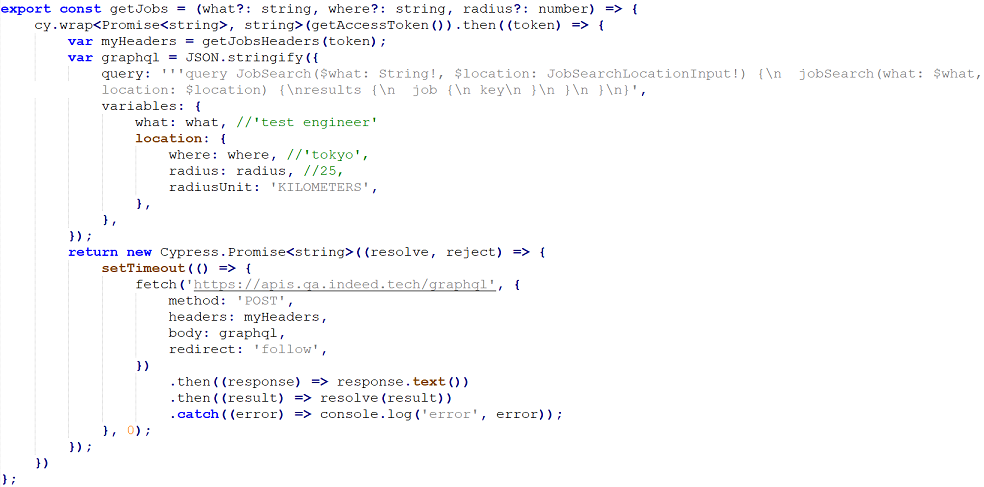 export const getJobs = (what?: string, where?: string, radius?: number) => {
    cy.wrap<Promise<string>, string>(getAccessToken()).then((token) => {
        var myHeaders = getJobsHeaders(token);
        var graphql = JSON.stringify({
            query: '''query JobSearch($what: String!, $location: JobSearchLocationInput!) {\n  jobSearch(what: $what,
            location: $location) {\nresults {\n  job {\n key\n }\n }\n }\n}',
            variables: {
                what: what, //'test engineer'
                location: {
                    where: where, //'tokyo',
                    radius: radius, //25,
                    radiusUnit: 'KILOMETERS',
                },
            },
        });
        return new Cypress.Promise<string>((resolve, reject) => {
            setTimeout(() => {
                fetch('https://apis.qa.indeed.tech/graphql', {
                    method: 'POST',
                    headers: myHeaders,
                    body: graphql,
                    redirect: 'follow',
                })
                    .then((response) => response.text())
                    .then((result) => resolve(result))
                    .catch((error) => console.log('error', error));
            }, 0);
        });
    })
};